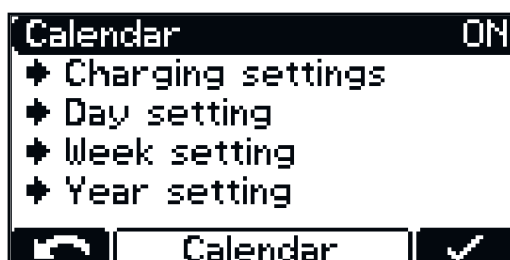 Calendar ON
Charging settings
Day setting
Week setting
Year setting
Calendar